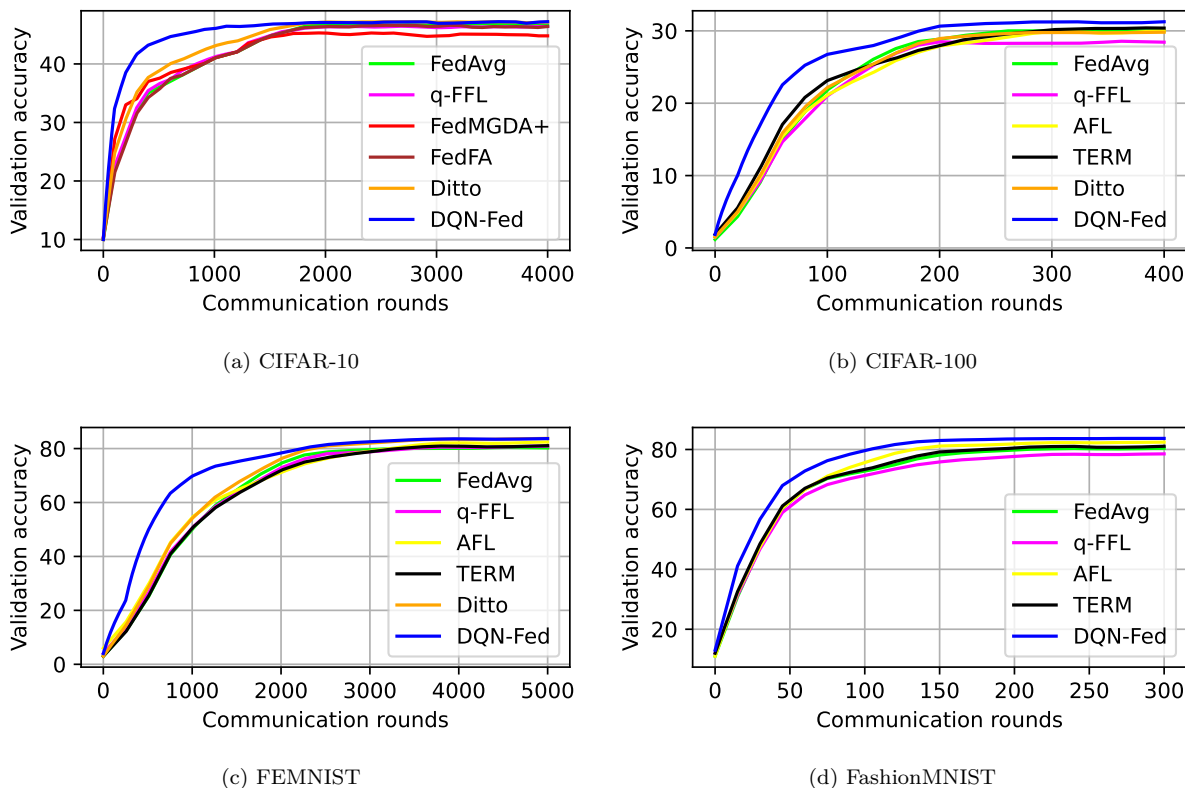 Validation accuracy
40
30
20
10
0
1000
2000
3000
4000
Communication rounds
FedAvg
q-FFL
FedMGDA+
FedFA
Ditto
DQN-Fed
(a) CIFAR-10
Validation accuracy
30
20
10
0
0
100
200
300
400
Communication rounds
FedAvg
q-FFL
AFL
TERM
Ditto
DQN-Fed
(b) CIFAR-100
Validation accuracy
80
60
40
20
0
0
1000
2000
3000
4000
5000
Communication rounds
FedAvg
q-FFL
AFL
TERM
Ditto
DQN-Fed
(c) FEMNIST
Validation accuracy
80
60
40
20
0
50
100
150
200
250
300
Communication rounds
FedAvg
q-FFL
AFL
TERM
DQN-Fed
(d) FashionMNIST